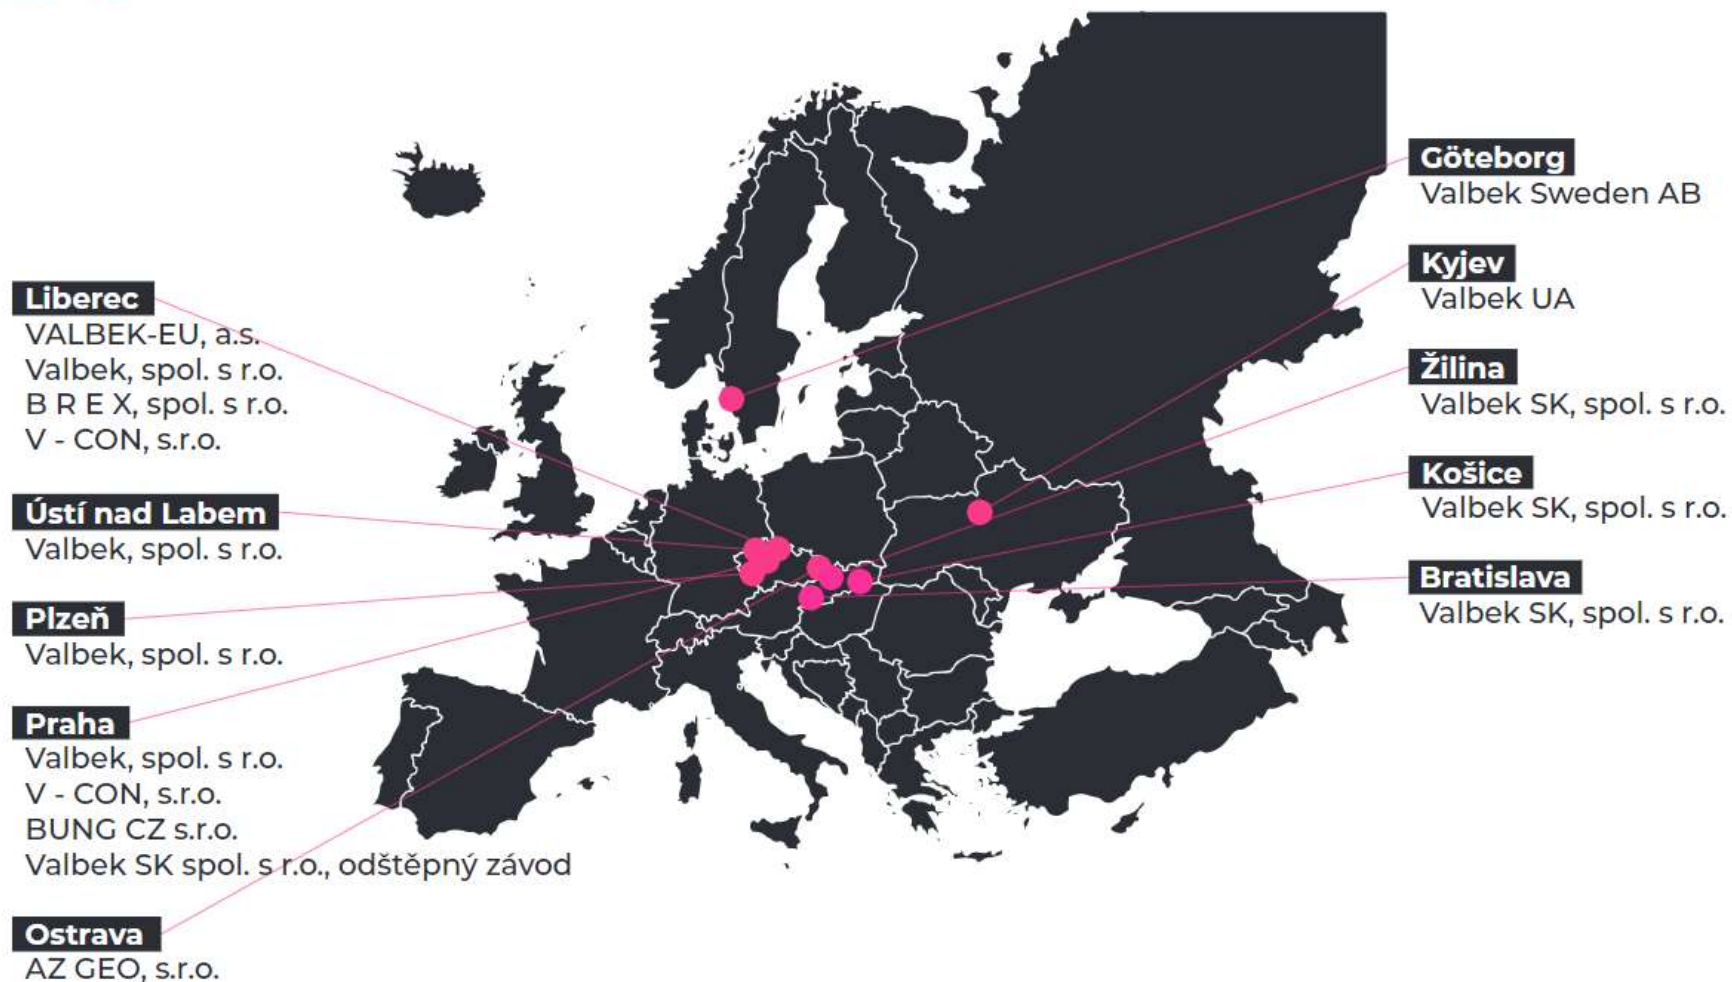 Liberec
VALBEK-EU, a.s.
Valbek, spol. s r.o.
B R E X, spol. s r.o.
V - CON, s.r.o.
Ústí nad Labem
Valbek, spol. s r.o.
Plzeň
Valbek, spol. s r.o.
Praha
Valbek, spol. s r.o.
V - CON, s.r.o.
BUNG CZ s.r.o.
Valbek SK spol. s r.o., odštěpný závod
Ostrava
AZ GEO, s.r.o.
Göteborg
Valbek Sweden AB
Kyjev
Valbek UA
Žilina
Valbek SK, spol. s r.o.
Košice
Valbek SK, spol. s r.o.
Bratislava
Valbek SK, spol. s r.o.